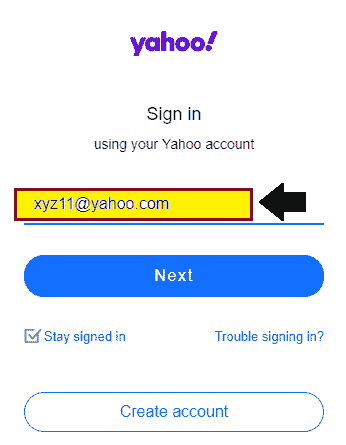 yahoo!
Sign in
using your Yahoo account
xyz11@yahoo.com
Next
Stay signed in Trouble signing in?
Create account